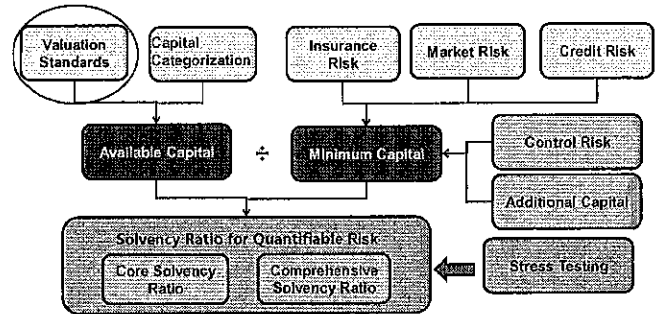 Valuation
Standards
Capital
Categorization
Insurance
Risk
Market Risk
Credit Risk
Available Capital
÷
Minimum Capital
Control Risk
Additional Capital
Solvency Ratio for Quantifiable Risk
Core Solvency
Ratio
Comprehensive
Solvency Ratio
Stress Testing